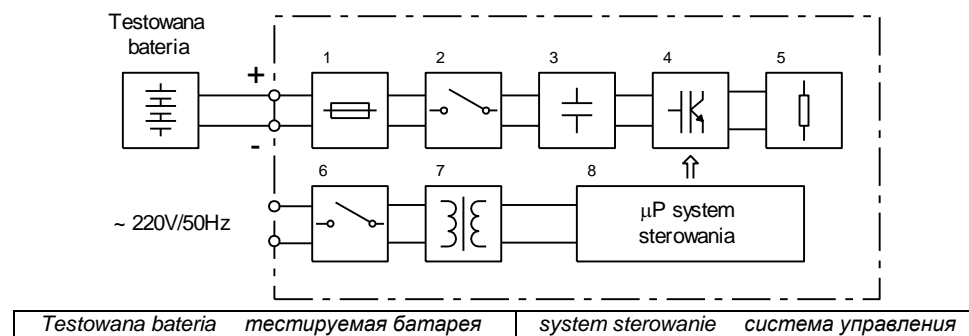 Testowana
bateria
1 2 3 4 5
+
-
6 7 8
~ 220V/50Hz
μP system
sterowania
Testowana bateria тестируемая батарея
system sterowanie система управления